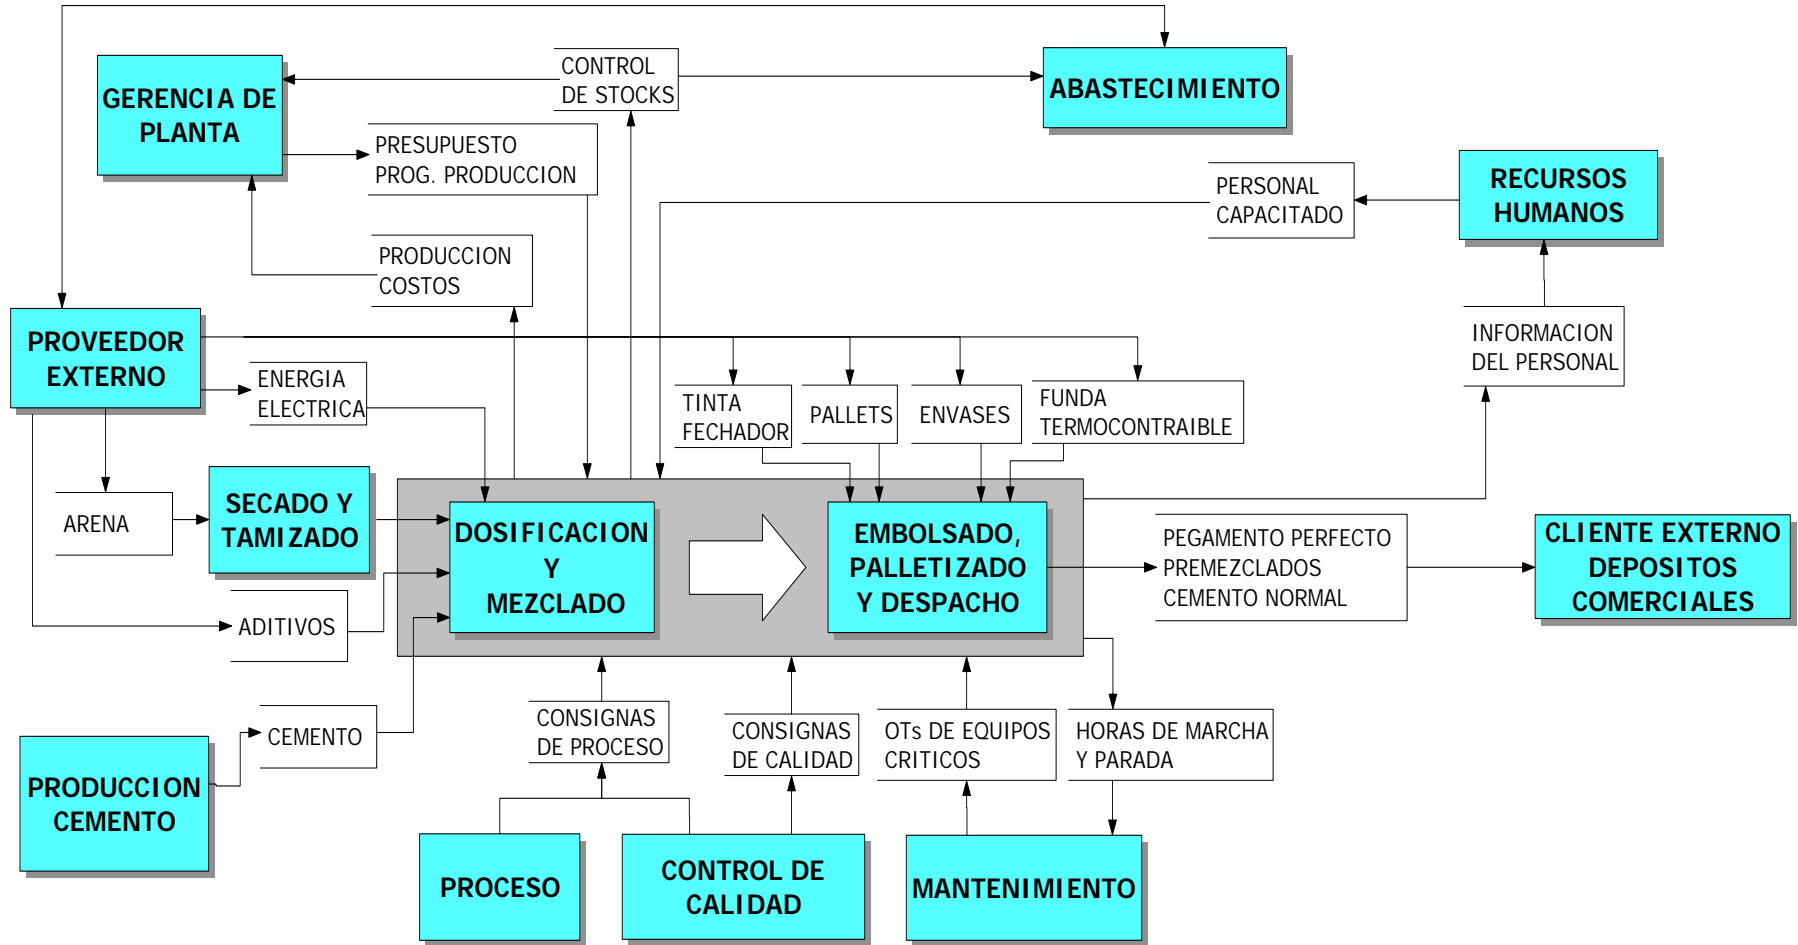 CONTROL
DE STOCKS
GERENCIA DE
PLANTA
ABASTECIMIENTO
PRESUPUESTO
PROG. PRODUCCION
PERSONAL
CAPACITADO
RECURSOS
HUMANOS
PRODUCCION
COSTOS
PROVEEDOR
EXTERNO
ENERGIA
ELECTRICA
TINTA
FECHADOR
PALLETS
ENVASES
FUNDA
TERMOCONTRAIBLE
INFORMACION
DEL PERSONAL
ARENA
SECADO Y
TAMIZADO
DOSIFICACION
Y
MEZCLADO
EMBOLSADO,
PALLETIZADO
Y DESPACHO
PEGAMENTO PERFECTO
PREMEZCLADOS
CEMENTO NORMAL
CLIENTE EXTERNO
DEPOSITOS
COMERCIALES
ADITIVOS
CEMENTO
CONSIGNAS
DE PROCESO
CONSIGNAS
DE CALIDAD
OTs DE EQUIPOS
CRITICOS
HORAS DE MARCHA
Y PARADA
PRODUCCION
CEMENTO
PROCESO
CONTROL DE
CALIDAD
MANTENIMIENTO